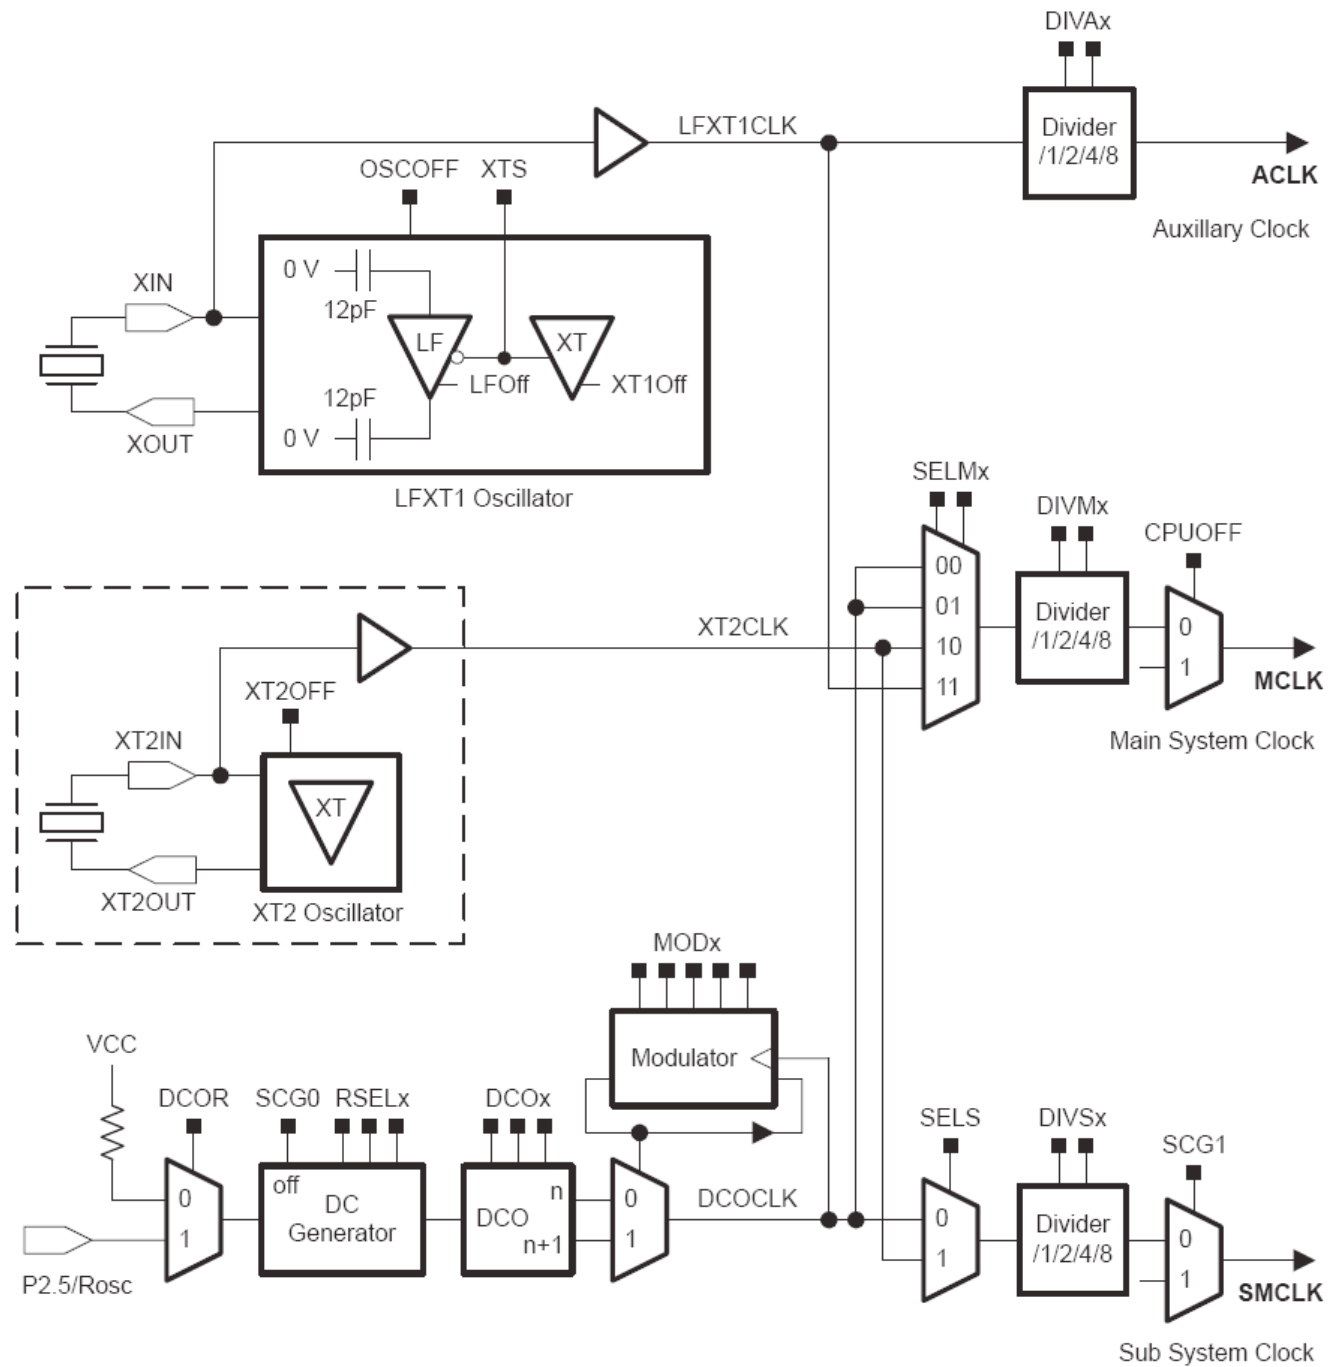 DIVAx
LFXT1CLK
Divider
/1/2/4/8
ACLK
Auxillary Clock
OSCOFF XTS
0 V
12pF
XIN
LF
XT
LFOff
XT1Off
12pF
0 V
XOUT
LFXT1 Oscillator
SELMx
DIVMx
CPUOFF
00
01
10
11
Divider
/1/2/4/8
0
1
MCLK
Main System Clock
XT2CLK
XT2OFF
XT2IN
XT
XT2OUT
XT2 Oscillator
MODx
Modulator
VCC
DCOR
SCG0 RSELx
DCOx
off
DC
Generator
0
1
P2.5/Rosc
n
DCO
n+1
0
1
DCOCLK
SELS
DIVSx
SCG1
0
1
Divider
/1/2/4/8
0
1
SMCLK
Sub System Clock